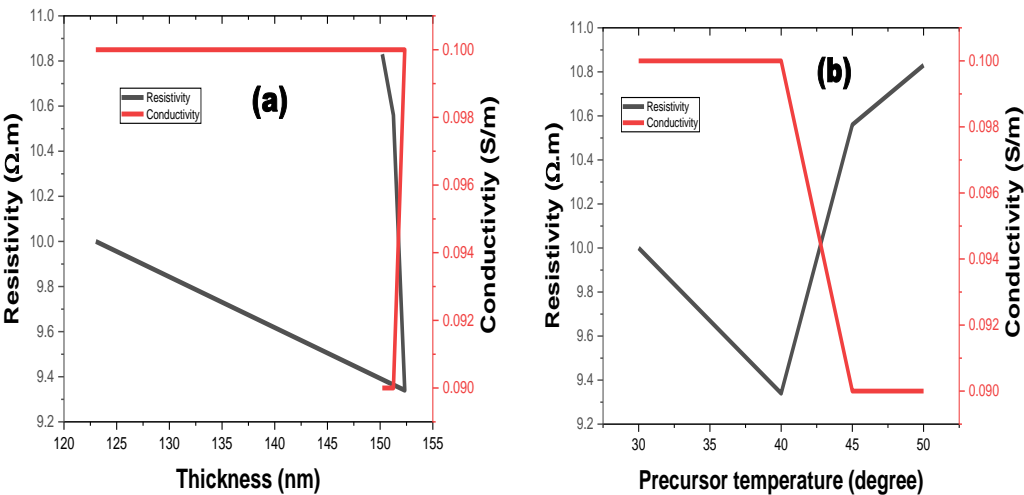 11.0
10.8
10.6
10.4
10.2
10.0
9.8
9.6
9.4
9.2
Resistivity (Ω.m)
120 125 130 135 140 145 150 155
Thickness (nm)
0.100
0.098
0.096
0.094
0.092
0.090
Conductivtiy (S/m)
Resistivity
Conductivity
(a)
11.0
10.8
10.6
10.4
10.2
10.0
9.8
9.6
9.4
9.2
Resistivity (Ω.m)
30 35 40 45 50
Precursor temperature (degree)
0.100
0.098
0.096
0.094
0.092
0.090
Conductivity (S/m)
Resistivity
Conductivity
(b)